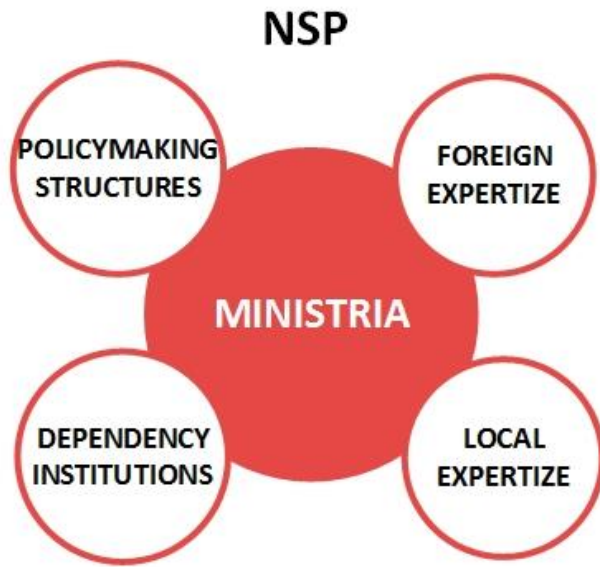 NSP
POLICYMAKING
STRUCTURES
FOREIGN
EXPERTIZE
MINISTRIA
DEPENDENCY
INSTITUTIONS
LOCAL
EXPERTIZE